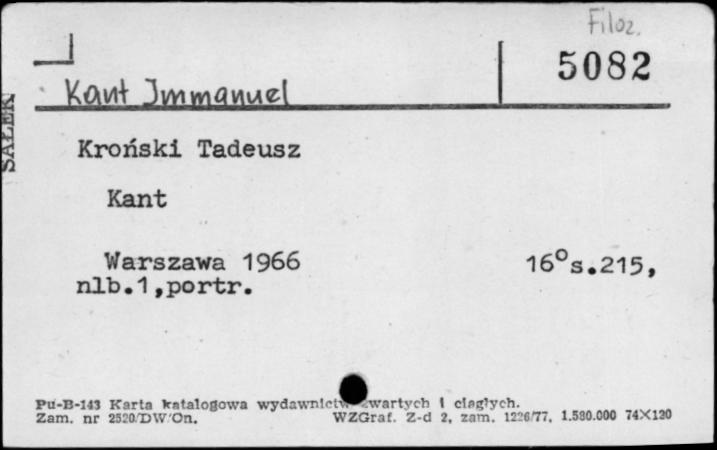 Filoz.
5082
Kant Immanuel
SALEK
Kroński Tadeusz
Kant
Warszawa 1966 16° s.215,
nlb.1,portr.
Pu-B-143 Karta katalogowa wydawnictw zwartych i ciągłych.
Zam. nr 2520/DW/On. WZGraf. Z-d 2, zam. 1226/77, 1.580.000 74X120